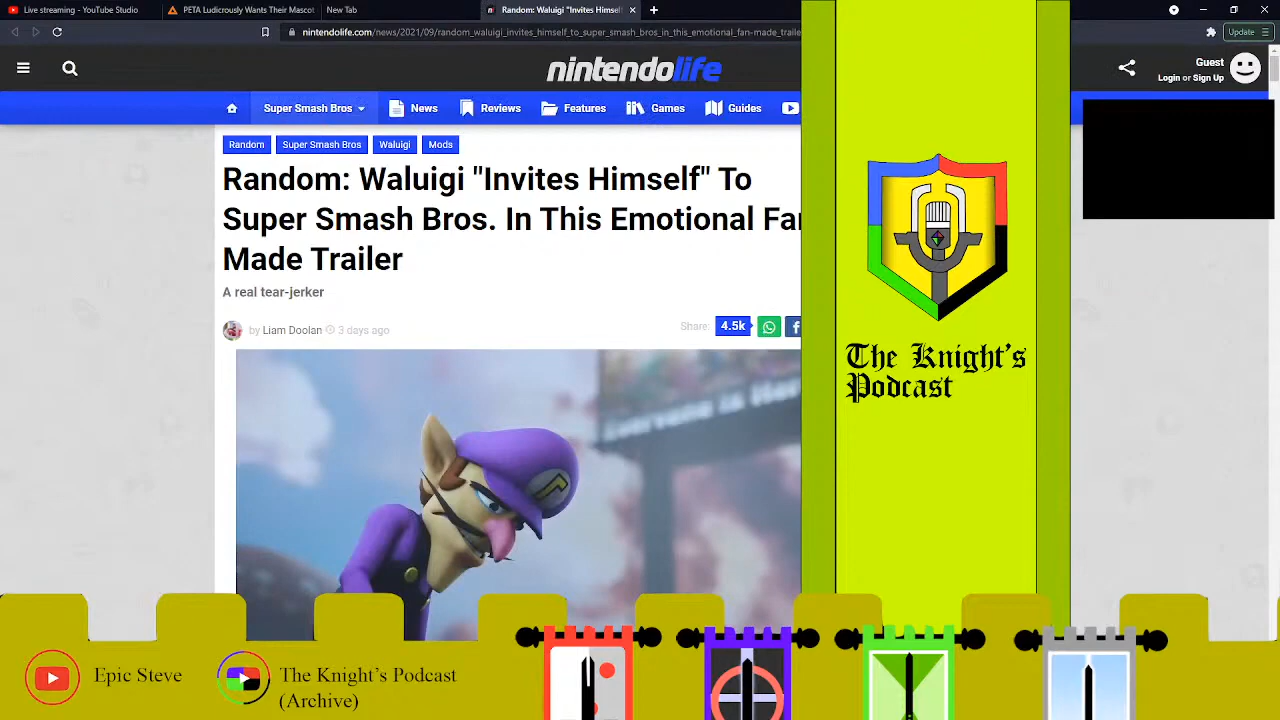 Live streaming - YouTube Studio
PETA Ludicrously Wants Their Mascot
New Tab
Random: Waluigi "Invites Himself"
nintendolife.com/news/2021/09/random_waluigi_invites_himself_to_super_smash_bros_in_this_emotional_fan-made_traile
Update
nintendolife
Guest
Login or Sign Up
Super Smash Bros
News
Reviews
Features
Games
Guides
Random
Super Smash Bros
Waluigi
Mods
Random: Waluigi "Invites Himself" To
Super Smash Bros. In This Emotional Fan
Made Trailer
A real tear-jerker
by Liam Doolan 3 days ago
Share: 4.5k
Everyone is Her
The Knight's
Podcast
Epic Steve
The Knight's Podcast
(Archive)